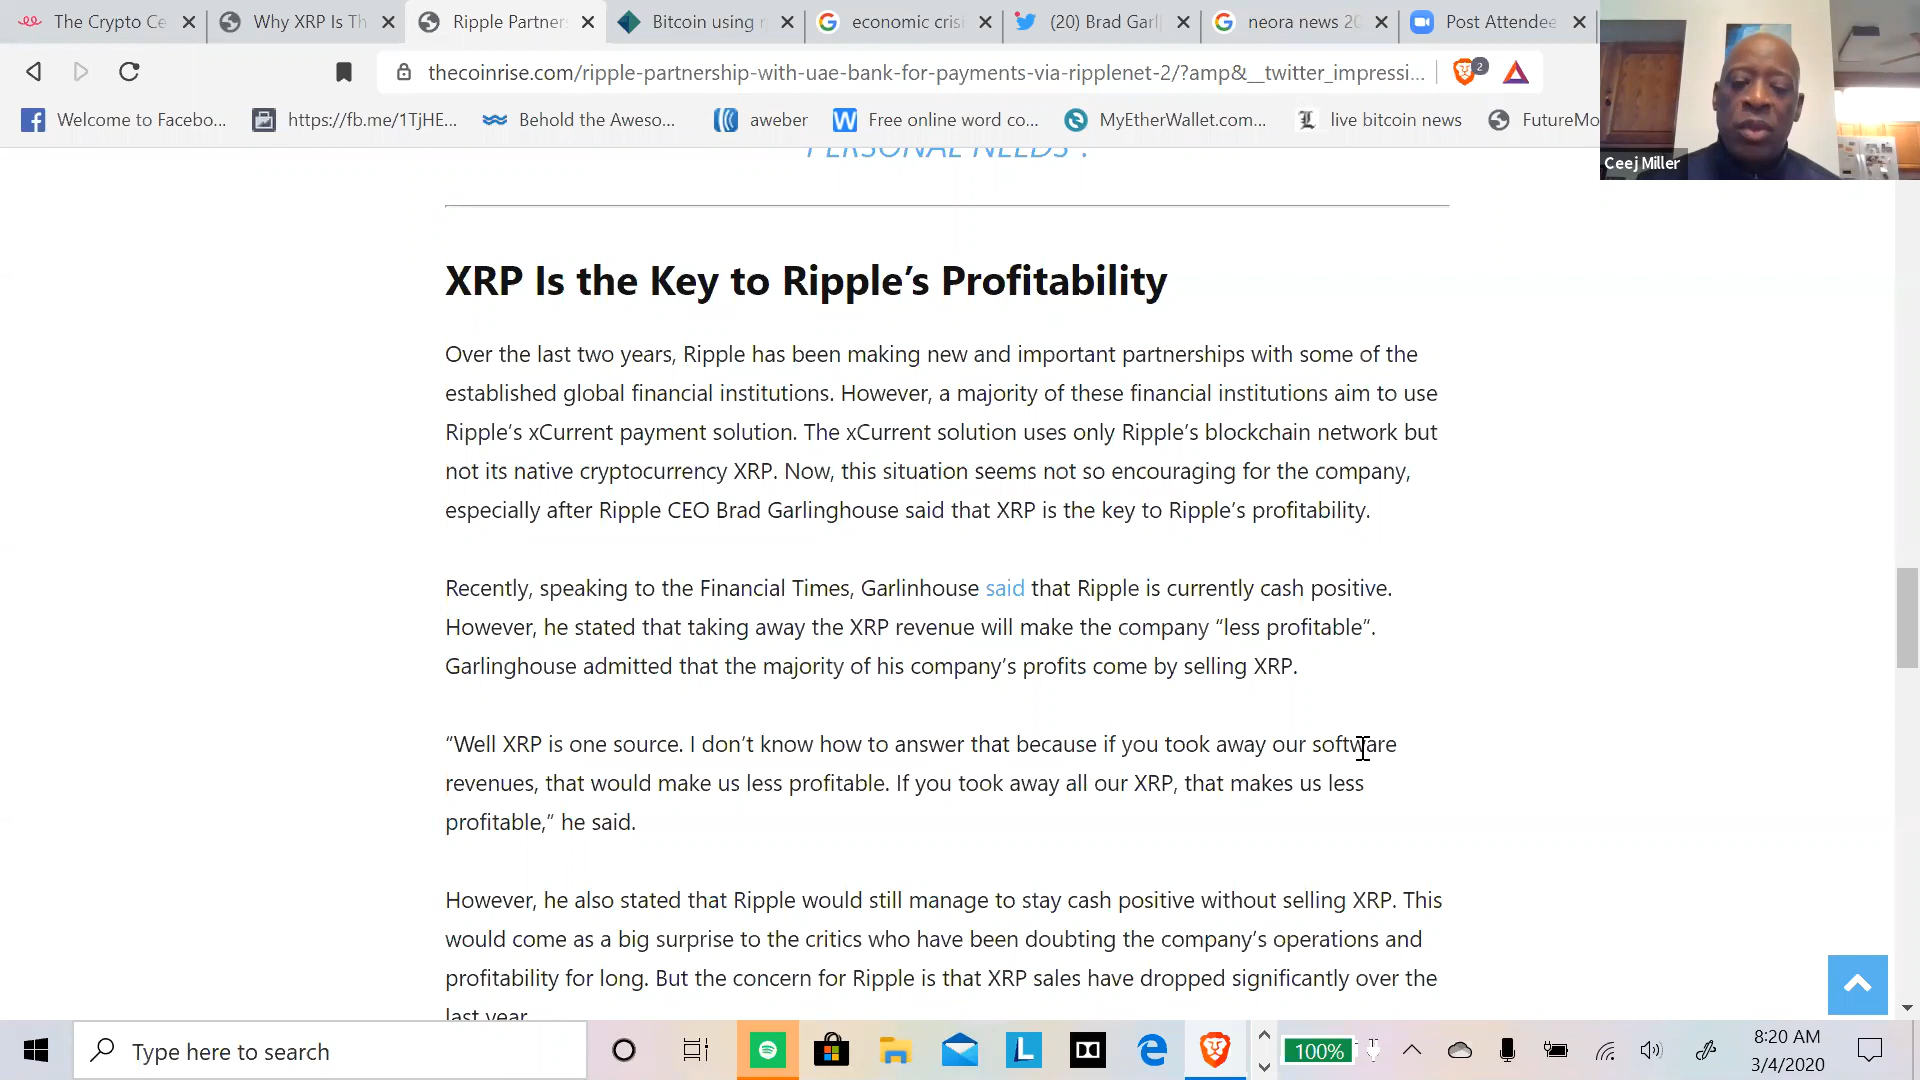 The Crypto Ce
Why XRP Is Th
Ripple Partner
Bitcoin using r
economic crisi
(20) Brad Garl
neora news 20
Post Attendee
thecoinrise.com/ripple-partnership-with-uae-bank-for-payments-via-ripplenet-2/?amp&__twitter_impressi...
2
Welcome to Facebo...
https://fb.me/1TjHE...
Behold the Aweso...
aweber
Free online word co...
MyEtherWallet.com...
live bitcoin news
FutureMo
Ceej Miller
PERSONAL NEEDS".
XRP Is the Key to Ripple’s Profitability
Over the last two years, Ripple has been making new and important partnerships with some of the
established global financial institutions. However, a majority of these financial institutions aim to use
Ripple’s xCurrent payment solution. The xCurrent solution uses only Ripple’s blockchain network but
not its native cryptocurrency XRP. Now, this situation seems not so encouraging for the company,
especially after Ripple CEO Brad Garlinghouse said that XRP is the key to Ripple’s profitability.
Recently, speaking to the Financial Times, Garlinhouse said that Ripple is currently cash positive.
However, he stated that taking away the XRP revenue will make the company “less profitable“.
Garlinghouse admitted that the majority of his company’s profits come by selling XRP.
“Well XRP is one source. I don’t know how to answer that because if you took away our software
revenues, that would make us less profitable. If you took away all our XRP, that makes us less
profitable,” he said.
However, he also stated that Ripple would still manage to stay cash positive without selling XRP. This
would come as a big surprise to the critics who have been doubting the company’s operations and
profitability for long. But the concern for Ripple is that XRP sales have dropped significantly over the
last year.
Type here to search
100%
8:20 AM
3/4/2020